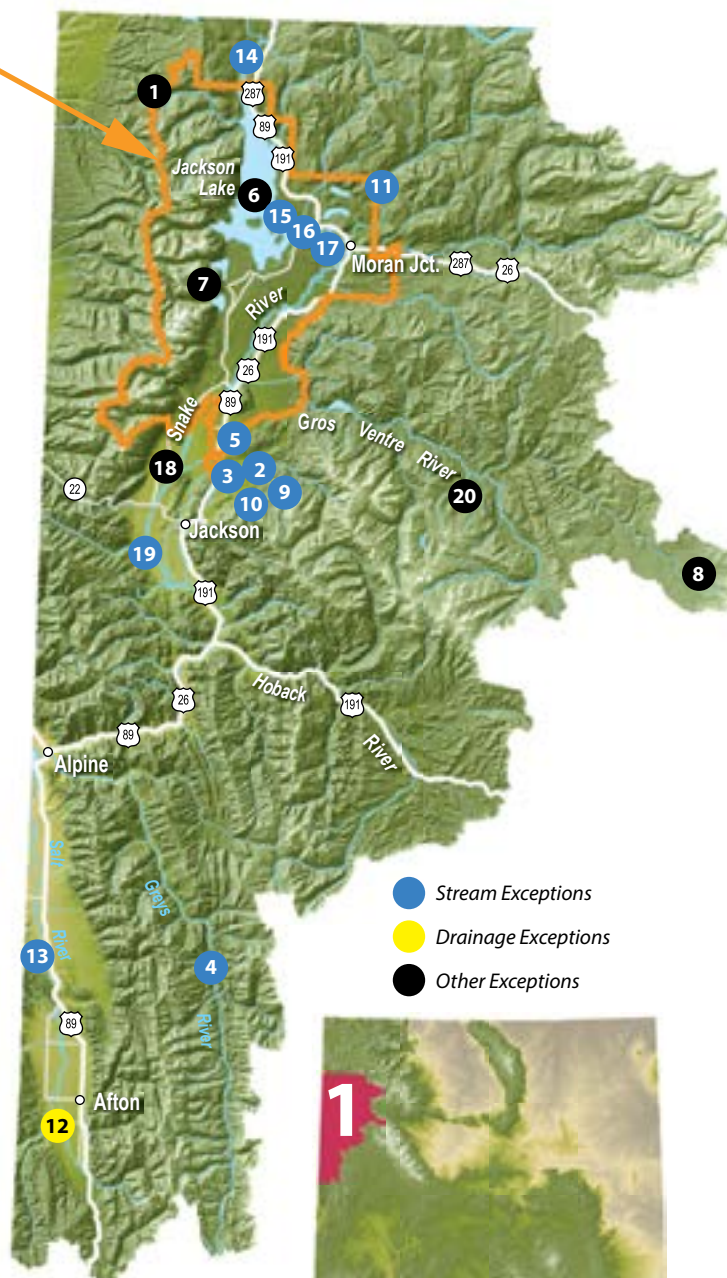 14
1
287
89
191
Jackson
Lake
6
11
15
16
17
Moran Jct.
287
26
7
River
191
26
89
Snake
Gros Ventre River
5
18
3
2
9
20
22
10
Jackson
19
8
191
26
Hoback
191
River
89
Alpine
Salt
River
Greys
River
Stream Exceptions
Drainage Exceptions
Other Exceptions
13
4
89
Afton
12
1